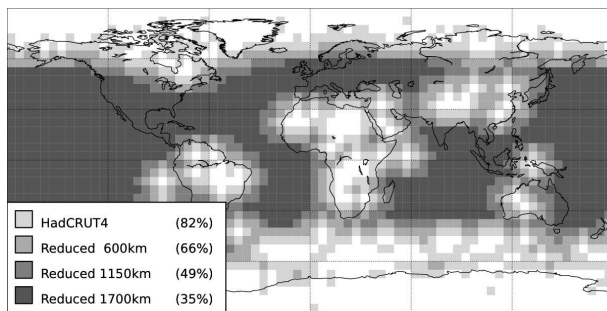 HadCRUT4 (82%)
Reduced 600km (66%)
Reduced 1150km (49%)
Reduced 1700km (35%)